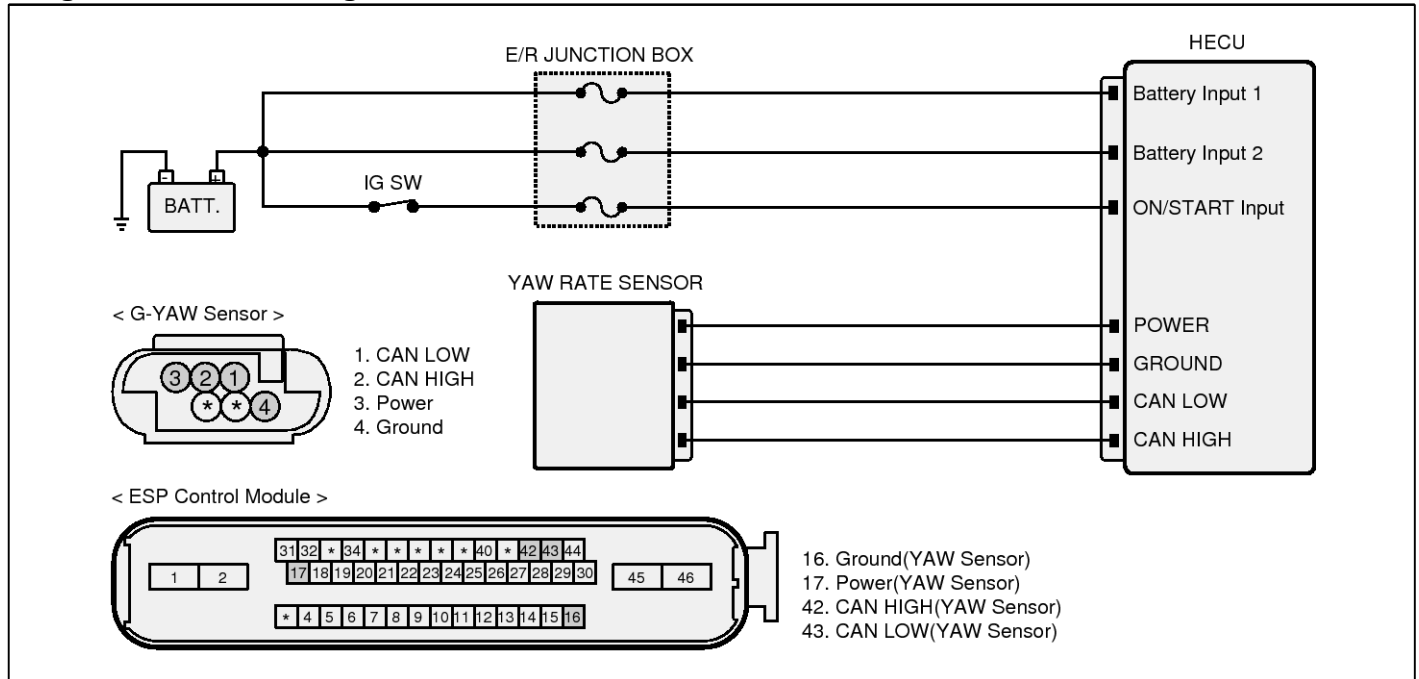 E/R JUNCTION BOX
HECU
Battery Input 1
Battery Input 2
IG SW
- +
BATT.
ON/START Input
YAW RATE SENSOR
POWER
GROUND
CAN LOW
CAN HIGH
< G-YAW Sensor >
3 2 1
* * 4
1. CAN LOW
2. CAN HIGH
3. Power
4. Ground
< ESP Control Module >
31 32 * 34 * * * * * 40 * 42 43 44
1 2 17 18 19 20 21 22 23 24 25 26 27 28 29 30 45 46
* 4 5 6 7 8 9 10 11 12 13 14 15 16
16. Ground(YAW Sensor)
17. Power(YAW Sensor)
42. CAN HIGH(YAW Sensor)
43. CAN LOW(YAW Sensor)